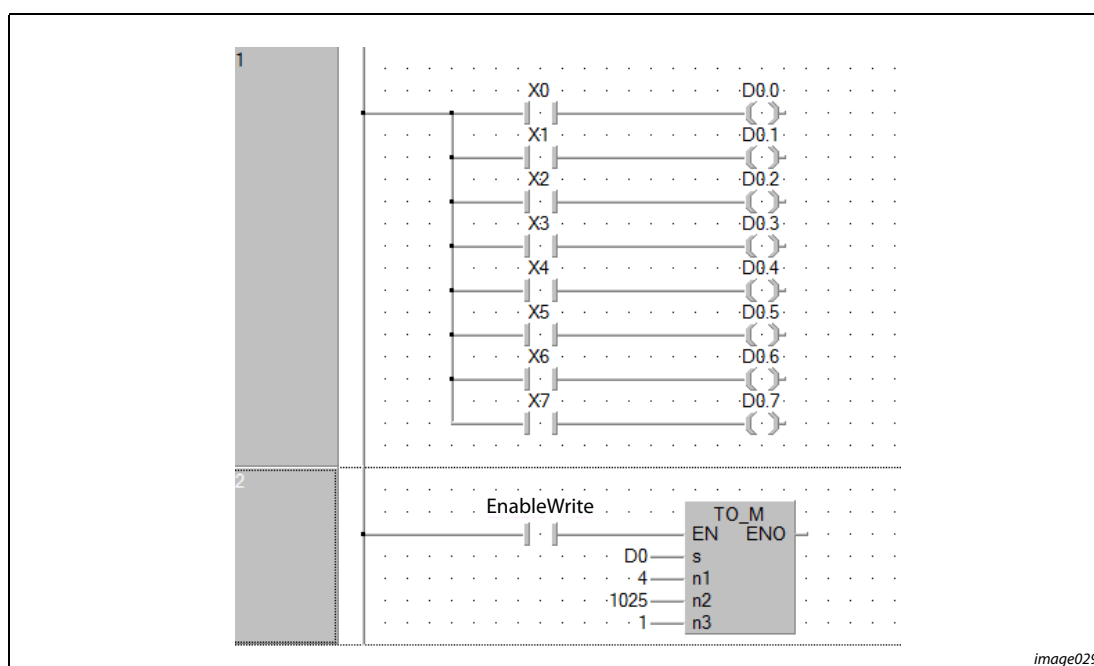 1
X0 D0.0
X1 D0.1
X2 D0.2
X3 D0.3
X4 D0.4
X5 D0.5
X6 D0.6
X7 D0.7
2
EnableWrite
TO_M
EN ENO
D0 s
4 n1
1025 n2
1 n3
image029